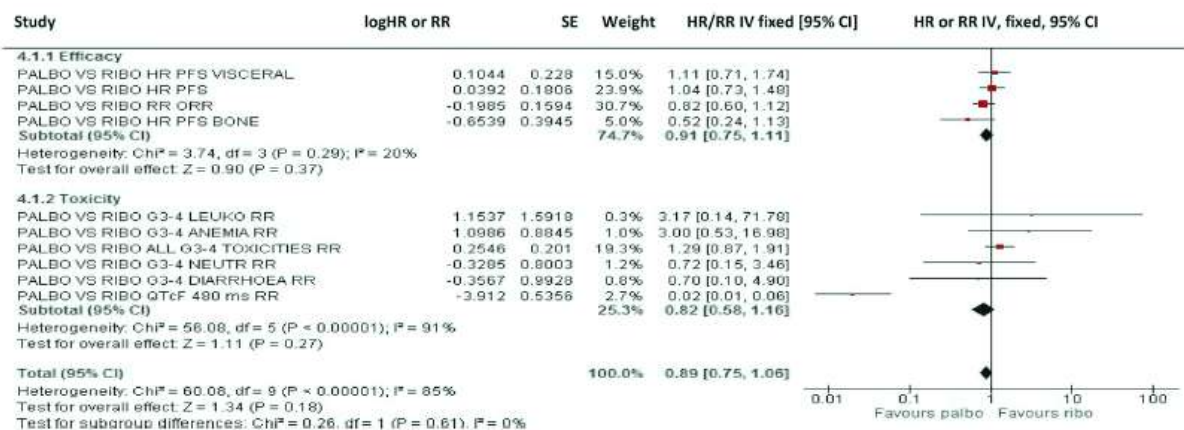 Study logHR or RR SE Weight HR/RR IV fixed [95% CI] HR or RR IV, fixed, 95% CI
4.1.1 Efficacy
PALBO VS RIBO HR PFS VISCERAL 0.1044 0.228 15.0% 1.11 [0.71, 1.74]
PALBO VS RIBO HR PFS 0.0392 0.1806 23.9% 1.04 [0.73, 1.48]
PALBO VS RIBO RR ORR -0.1985 0.1594 30.7% 0.82 [0.60, 1.12]
PALBO VS RIBO HR PFS BONE -0.6539 0.3945 5.0% 0.52 [0.24, 1.13]
Subtotal (95% CI) 74.7% 0.91 [0.75, 1.11]
Heterogeneity: Chi² = 3.74, df = 3 (P = 0.29); I² = 20%
Test for overall effect: Z = 0.90 (P = 0.37)
4.1.2 Toxicity
PALBO VS RIBO G3-4 LEUKO RR 1.1537 1.5918 0.3% 3.17 [0.14, 71.78]
PALBO VS RIBO G3-4 ANEMIA RR 1.0986 0.8845 1.0% 3.00 [0.53, 16.98]
PALBO VS RIBO ALL G3-4 TOXICITIES RR 0.2546 0.201 19.3% 1.29 [0.87, 1.91]
PALBO VS RIBO G3-4 NEUTR RR -0.3285 0.8003 1.2% 0.72 [0.15, 3.46]
PALBO VS RIBO G3-4 DIARRHOEA RR -0.3567 0.9928 0.8% 0.70 [0.10, 4.90]
PALBO VS RIBO QTcF 480 ms RR -3.912 0.5356 2.7% 0.02 [0.01, 0.06]
Subtotal (95% CI) 25.3% 0.82 [0.58, 1.16]
Heterogeneity: Chi² = 56.08, df = 5 (P < 0.00001); I² = 91%
Test for overall effect: Z = 1.11 (P = 0.27)
Total (95% CI) 100.0% 0.89 [0.75, 1.06]
Heterogeneity: Chi² = 60.08, df = 9 (P < 0.00001); I² = 85%
Test for overall effect: Z = 1.34 (P = 0.18)
Test for subgroup differences: Chi² = 0.26, df = 1 (P = 0.61), I² = 0%
0.01 0.1 1 10 100
Favours palbo Favours ribo